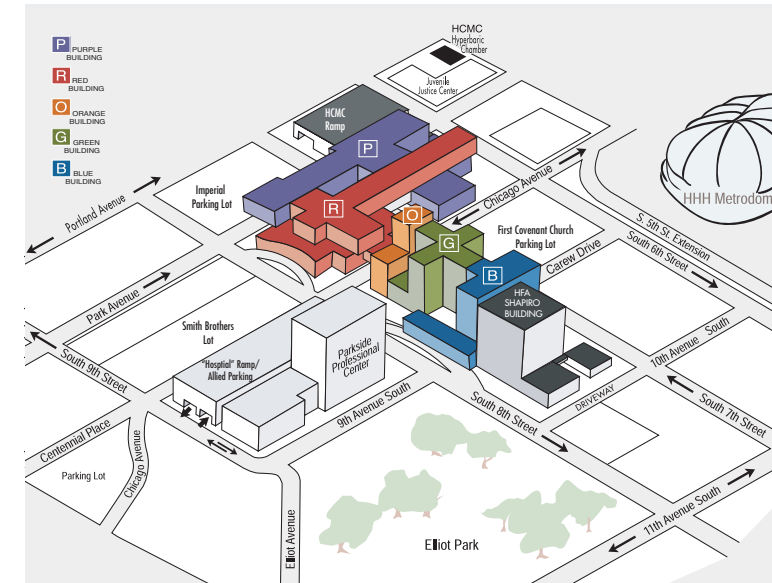 P PURPLE
BUILDING
R RED
BUILDING
O ORANGE
BUILDING
G GREEN
BUILDING
B BLUE
BUILDING
HCMC
Hyperbaric
Chamber
Juvenile
Justice Center
HCMC
Ramp
P
Imperial
Parking Lot
R
O
G
B
Chicago Avenue
First Covenant Church
Parking Lot
Carew Drive
HFA
SHAPIRO
BUILDING
HHH Metrodom
S. 5th St. Extension
South 6th Street
Portland Avenue
Park Avenue
South 9th Street
Smith Brothers
Lot
"Hosptial" Ramp/
Allied Parking
Parkside
Professional
Center
10th Avenue South
South 7th Street
DRIVEWAY
South 8th Street
9th Avenue South
Centennial Place
Chicago Avenue
Parking Lot
Elliot Avenue
Elliot Park
11th Avenue South